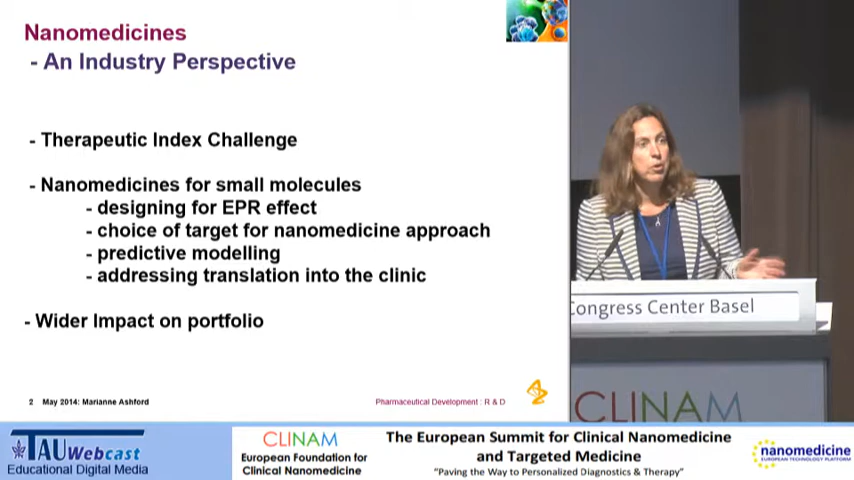 Nanomedicines
- An Industry Perspective
- Therapeutic Index Challenge
- Nanomedicines for small molecules
- designing for EPR effect
- choice of target for nanomedicine approach
- predictive modelling
- addressing translation into the clinic
- Wider Impact on portfolio
2 May 2014: Marianne Ashford
Pharmaceutical Development : R & D
Congress Center Basel
CLINAM
TAU Webcast
Educational Digital Media
CLINAM
European Foundation for
Clinical Nanomedicine
The European Summit for Clinical Nanomedicine
and Targeted Medicine
"Paving the Way to Personalized Diagnostics & Therapy"
nanomedicine
EUROPEAN TECHNOLOGY PLATFORM